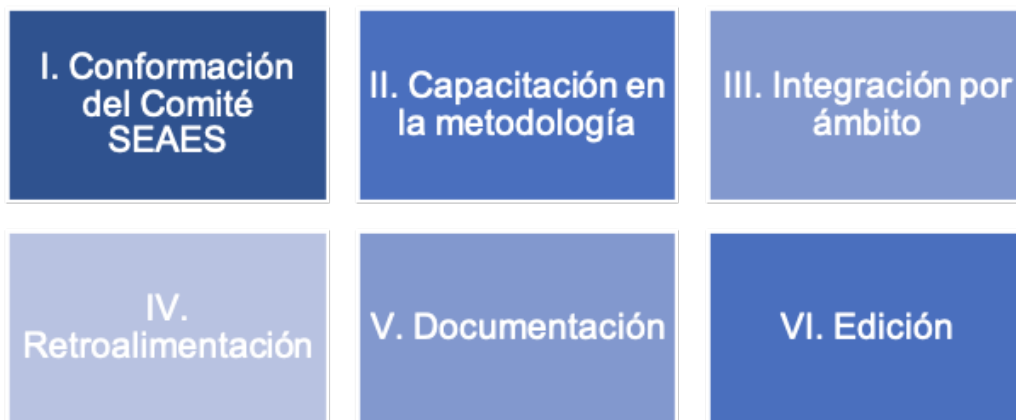 I. Conformación
del Comité
SEAES
II. Capacitación en
la metodología
III. Integración por
ámbito
IV.
Retroalimentación
V. Documentación
VI. Edición